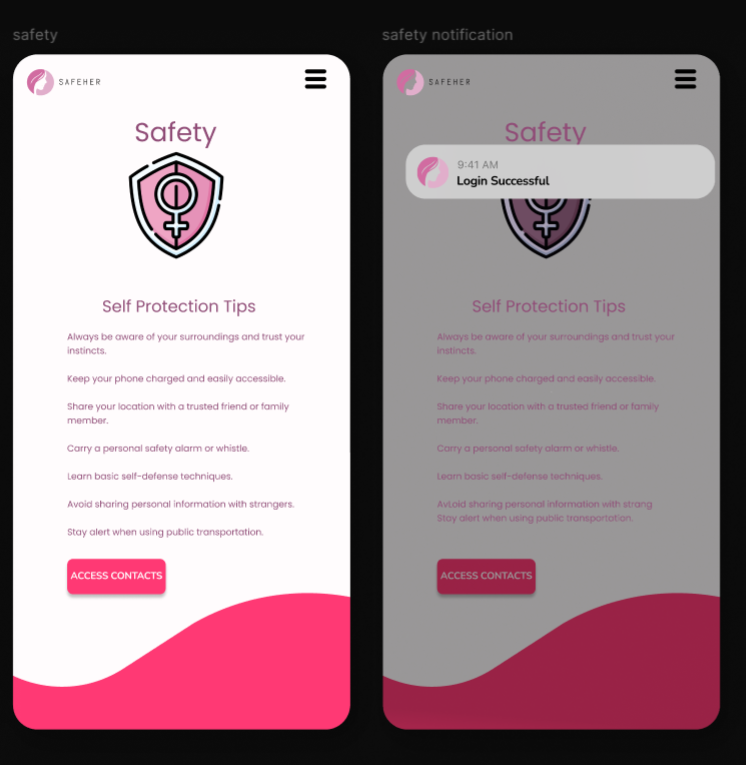 safety
SAFEHER
Safety
Self Protection Tips
Always be aware of your surroundings and trust your
instincts.
Keep your phone charged and easily accessible.
Share your location with a trusted friend or family
member.
Carry a personal safety alarm or whistle.
Learn basic self-defense techniques.
Avoid sharing personal information with strangers.
Stay alert when using public transportation.
ACCESS CONTACTS
safety notification
SAFEHER
Safety
9:41 AM
Login Successful
Self Protection Tips
Always be aware of your surroundings and trust your
instincts.
Keep your phone charged and easily accessible.
Share your location with a trusted friend or family
member.
Carry a personal safety alarm or whistle.
Learn basic self-defense techniques.
AvLoid sharing personal information with strang
Stay alert when using public transportation.
ACCESS CONTACTS